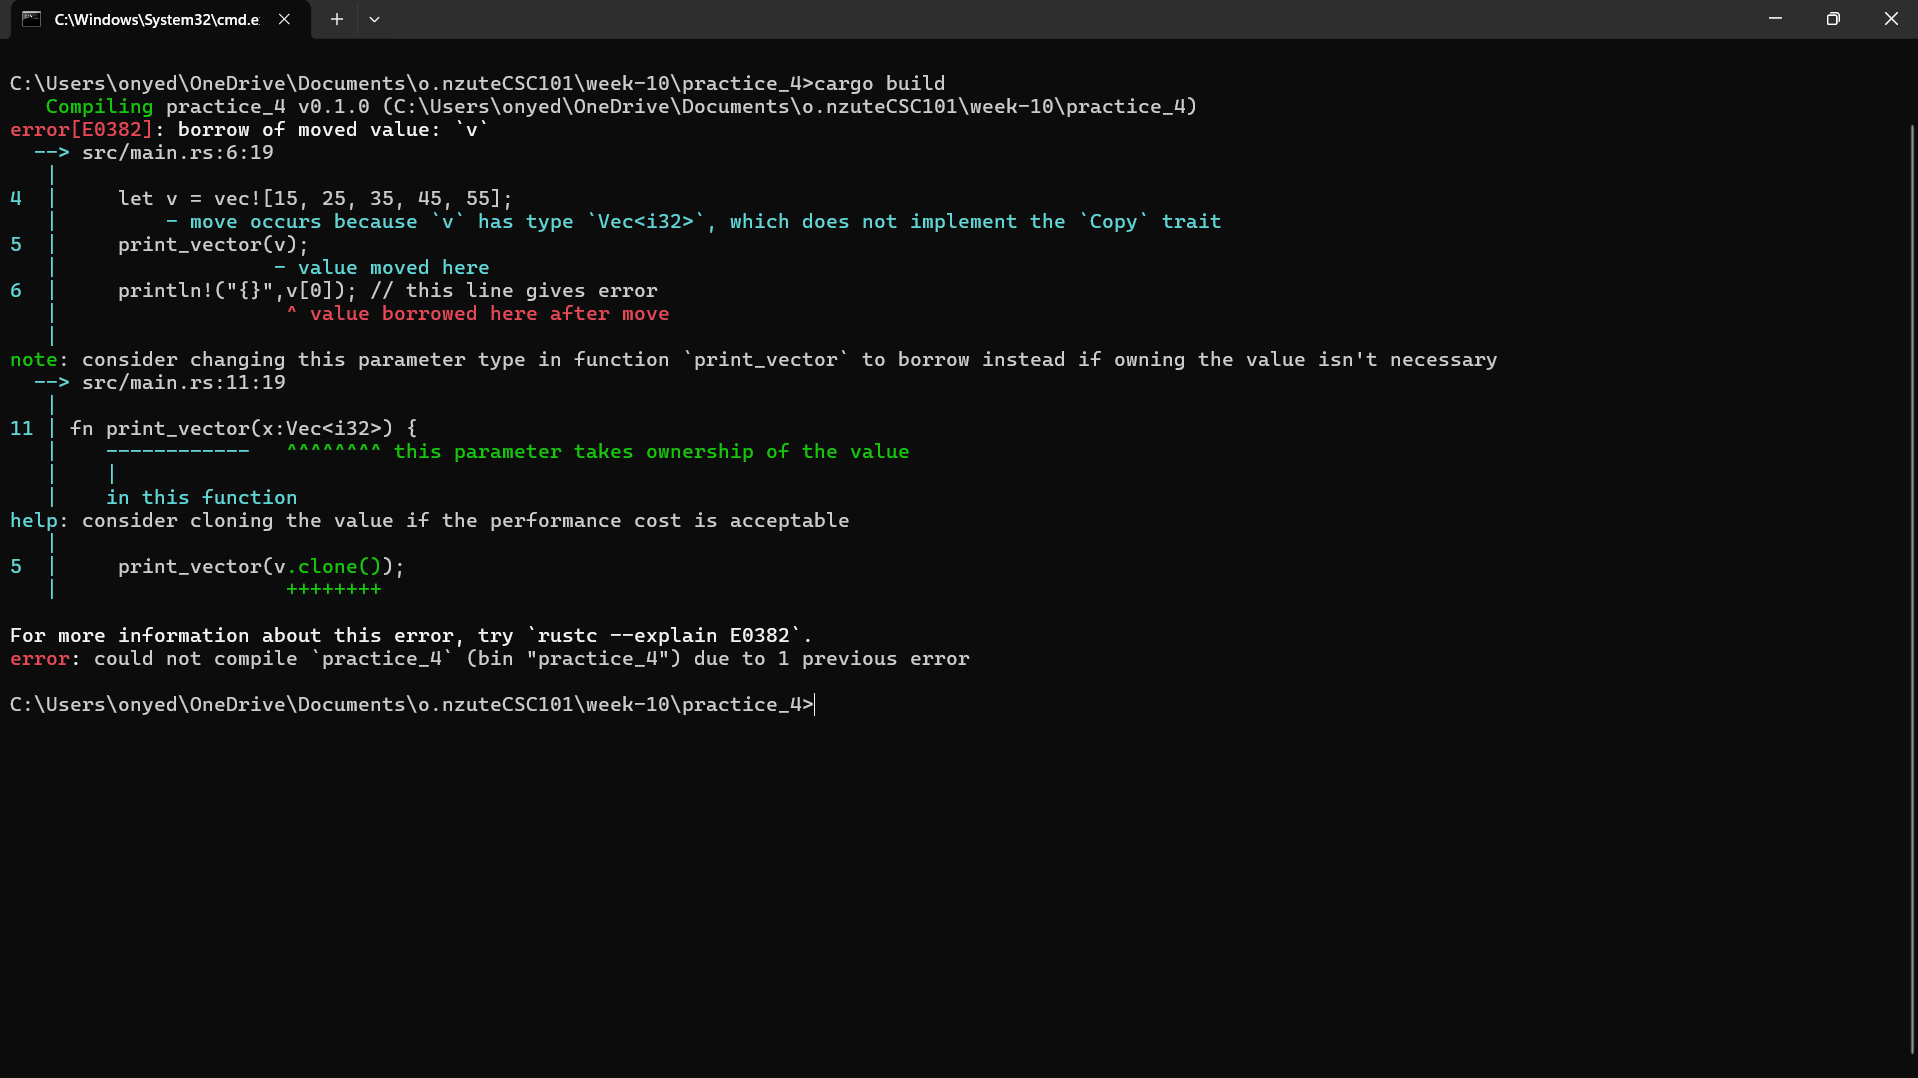 C:\Windows\System32\cmd.e
C:\Users\onyed\OneDrive\Documents\o.nzuteCSC101\week-10\practice_4>cargo build
   Compiling practice_4 v0.1.0 (C:\Users\onyed\OneDrive\Documents\o.nzuteCSC101\week-10\practice_4)
error[E0382]: borrow of moved value: `v`
  --> src/main.rs:6:19
   |
4  |     let v = vec![15, 25, 35, 45, 55];
   |         - move occurs because `v` has type `Vec<i32>`, which does not implement the `Copy` trait
5  |     print_vector(v);
   |                  - value moved here
6  |     println!("{}",v[0]); // this line gives error
   |                   ^ value borrowed here after move
   |
note: consider changing this parameter type in function `print_vector` to borrow instead if owning the value isn't necessary
  --> src/main.rs:11:19
   |
11 | fn print_vector(x:Vec<i32>) {
   |    ------------   ^^^^^^^^ this parameter takes ownership of the value
   |    |
   |    in this function
help: consider cloning the value if the performance cost is acceptable
   |
5  |     print_vector(v.clone());
   |                   ++++++++
For more information about this error, try `rustc --explain E0382`.
error: could not compile `practice_4` (bin "practice_4") due to 1 previous error
C:\Users\onyed\OneDrive\Documents\o.nzuteCSC101\week-10\practice_4>